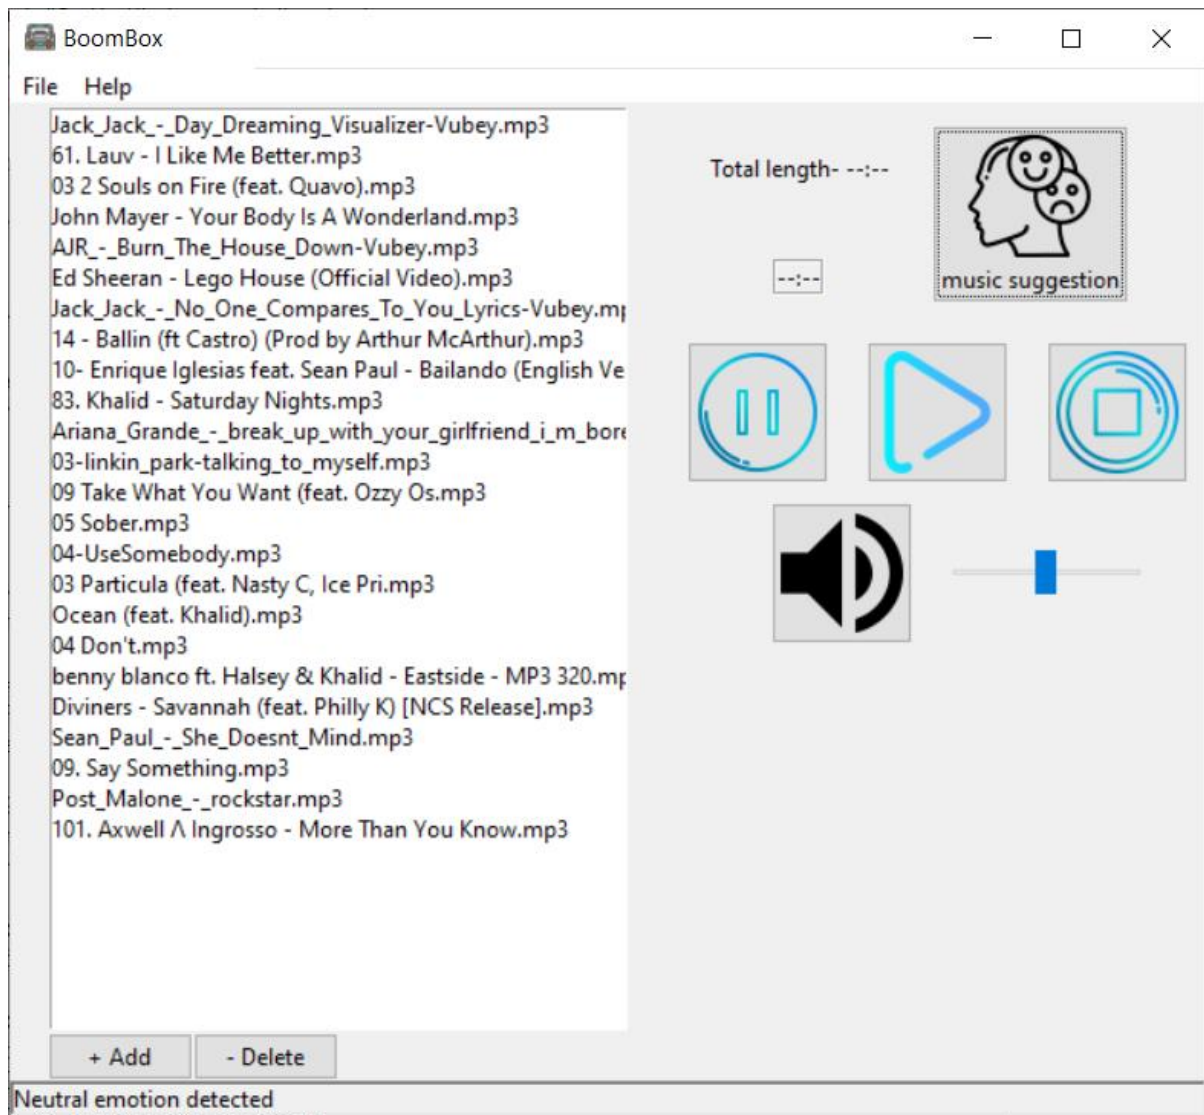 BoomBox
File Help
Jack_Jack_-_Day_Dreaming_Visualizer-Vubey.mp3
61. Lauv - I Like Me Better.mp3
03 2 Souls on Fire (feat. Quavo).mp3
John Mayer - Your Body Is A Wonderland.mp3
AJR_-_Burn_The_House_Down-Vubey.mp3
Ed Sheeran - Lego House (Official Video).mp3
Jack_Jack_-_No_One_Compares_To_You_Lyrics-Vubey.mp
14 - Ballin (ft Castro) (Prod by Arthur McArthur).mp3
10- Enrique Iglesias feat. Sean Paul - Bailando (English Ve
83. Khalid - Saturday Nights.mp3
Ariana_Grande_-_break_up_with_your_girlfriend_i_m_bore
03-linkin_park-talking_to_myself.mp3
09 Take What You Want (feat. Ozzy Os.mp3
05 Sober.mp3
04-UseSomebody.mp3
03 Particula (feat. Nasty C, Ice Pri.mp3
Ocean (feat. Khalid).mp3
04 Don't.mp3
benny blanco ft. Halsey & Khalid - Eastside - MP3 320.mp
Diviners - Savannah (feat. Philly K) [NCS Release].mp3
Sean_Paul_-_She_Doesnt_Mind.mp3
09. Say Something.mp3
Post_Malone_-_rockstar.mp3
101. Axwell Λ Ingrosso - More Than You Know.mp3
+ Add - Delete
Total length- --:--
--:--
music suggestion
Neutral emotion detected